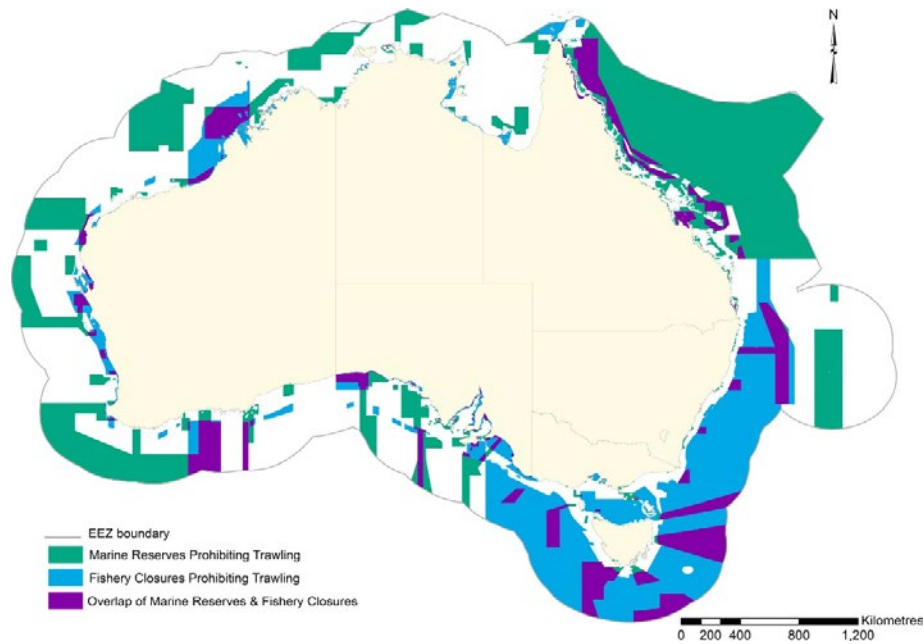 N
EEZ boundary
Marine Reserves Prohibiting Trawling
Fishery Closures Prohibiting Trawling
Overlap of Marine Reserves & Fishery Closures
Kilometres
0 200 400 800 1,200